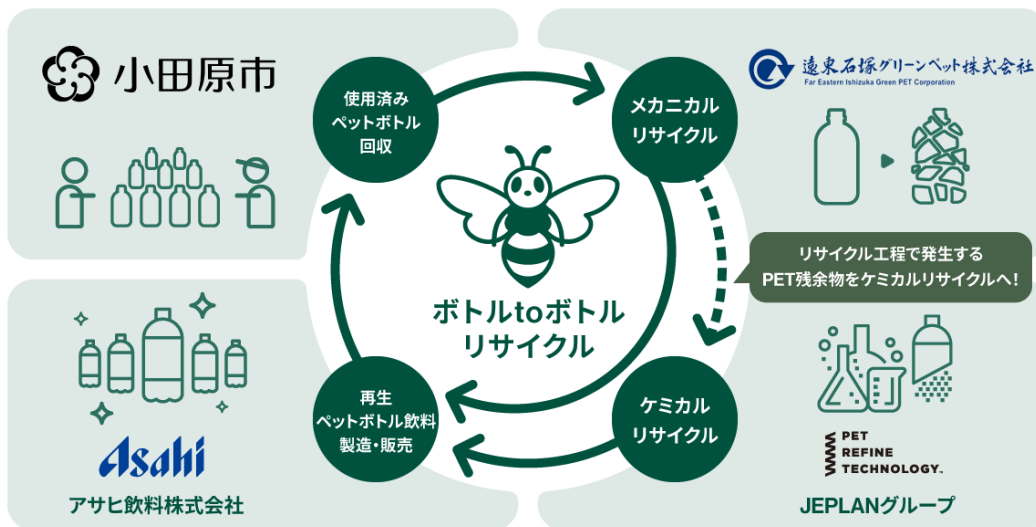 小田原市
使用済み
ペットボトル
回収
メカニカル
リサイクル
遠東石塚グリーンペット株式会社
Far Eastern Ishizuka Green PET Corporation
リサイクル工程で発生する
PET残余物をケミカルリサイクルへ!
ボトルtoボトル
リサイクル
再生
ペットボトル飲料
製造・販売
ケミカル
リサイクル
Asahi
アサヒ飲料株式会社
PET
REFINE
TECHNOLOGY™
JEPLANグループ